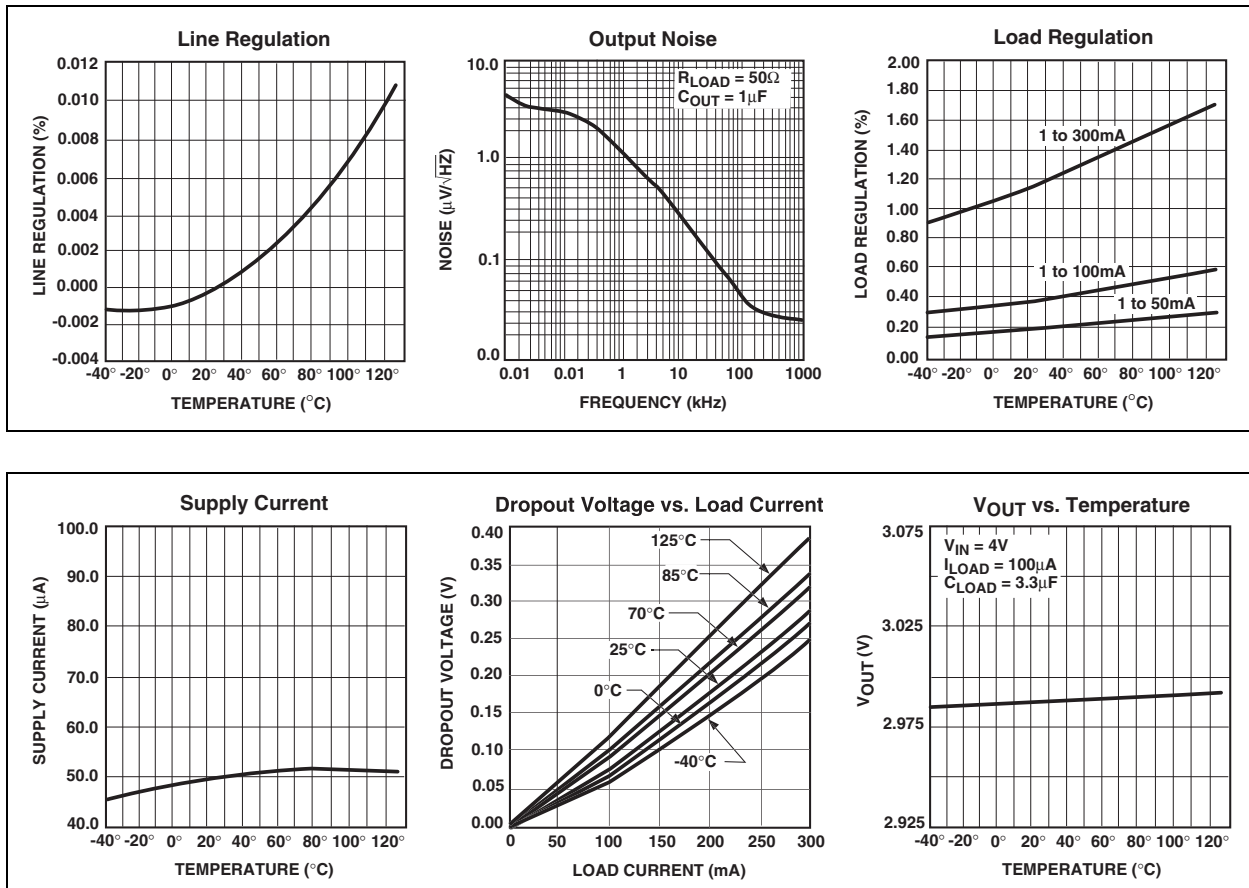 Line Regulation
LINE REGULATION (%)
0.012
0.010
0.008
0.006
0.004
0.002
0.000
-0.002
-0.004
-40° -20° 0° 20° 40° 60° 80° 100° 120°
TEMPERATURE (°C)
Output Noise
NOISE (μV/√HZ)
10.0
1.0
0.1
0.0
RLOAD = 50Ω
COUT = 1μF
0.01 0.01 1 10 100 1000
FREQUENCY (kHz)
Load Regulation
LOAD REGULATION (%)
2.00
1.80
1.60
1.40
1.20
1.00
0.80
0.60
0.40
0.20
0.00
1 to 300mA
1 to 100mA
1 to 50mA
-40° -20° 0° 20° 40° 60° 80° 100° 120°
TEMPERATURE (°C)
Supply Current
SUPPLY CURRENT (μA)
100.0
90.0
80.0
70.0
60.0
50.0
40.0
-40° -20° 0° 20° 40° 60° 80° 100° 120°
TEMPERATURE (°C)
Dropout Voltage vs. Load Current
DROPOUT VOLTAGE (V)
0.40
0.35
0.30
0.25
0.20
0.15
0.10
0.05
0.00
125°C
85°C
70°C
25°C
0°C
-40°C
0 50 100 150 200 250 300
LOAD CURRENT (mA)
VOUT vs. Temperature
VOUT (V)
3.075
3.025
2.975
2.925
VIN = 4V
ILOAD = 100μA
CLOAD = 3.3μF
-40° -20° 0° 20° 40° 60° 80° 100° 120°
TEMPERATURE (°C)